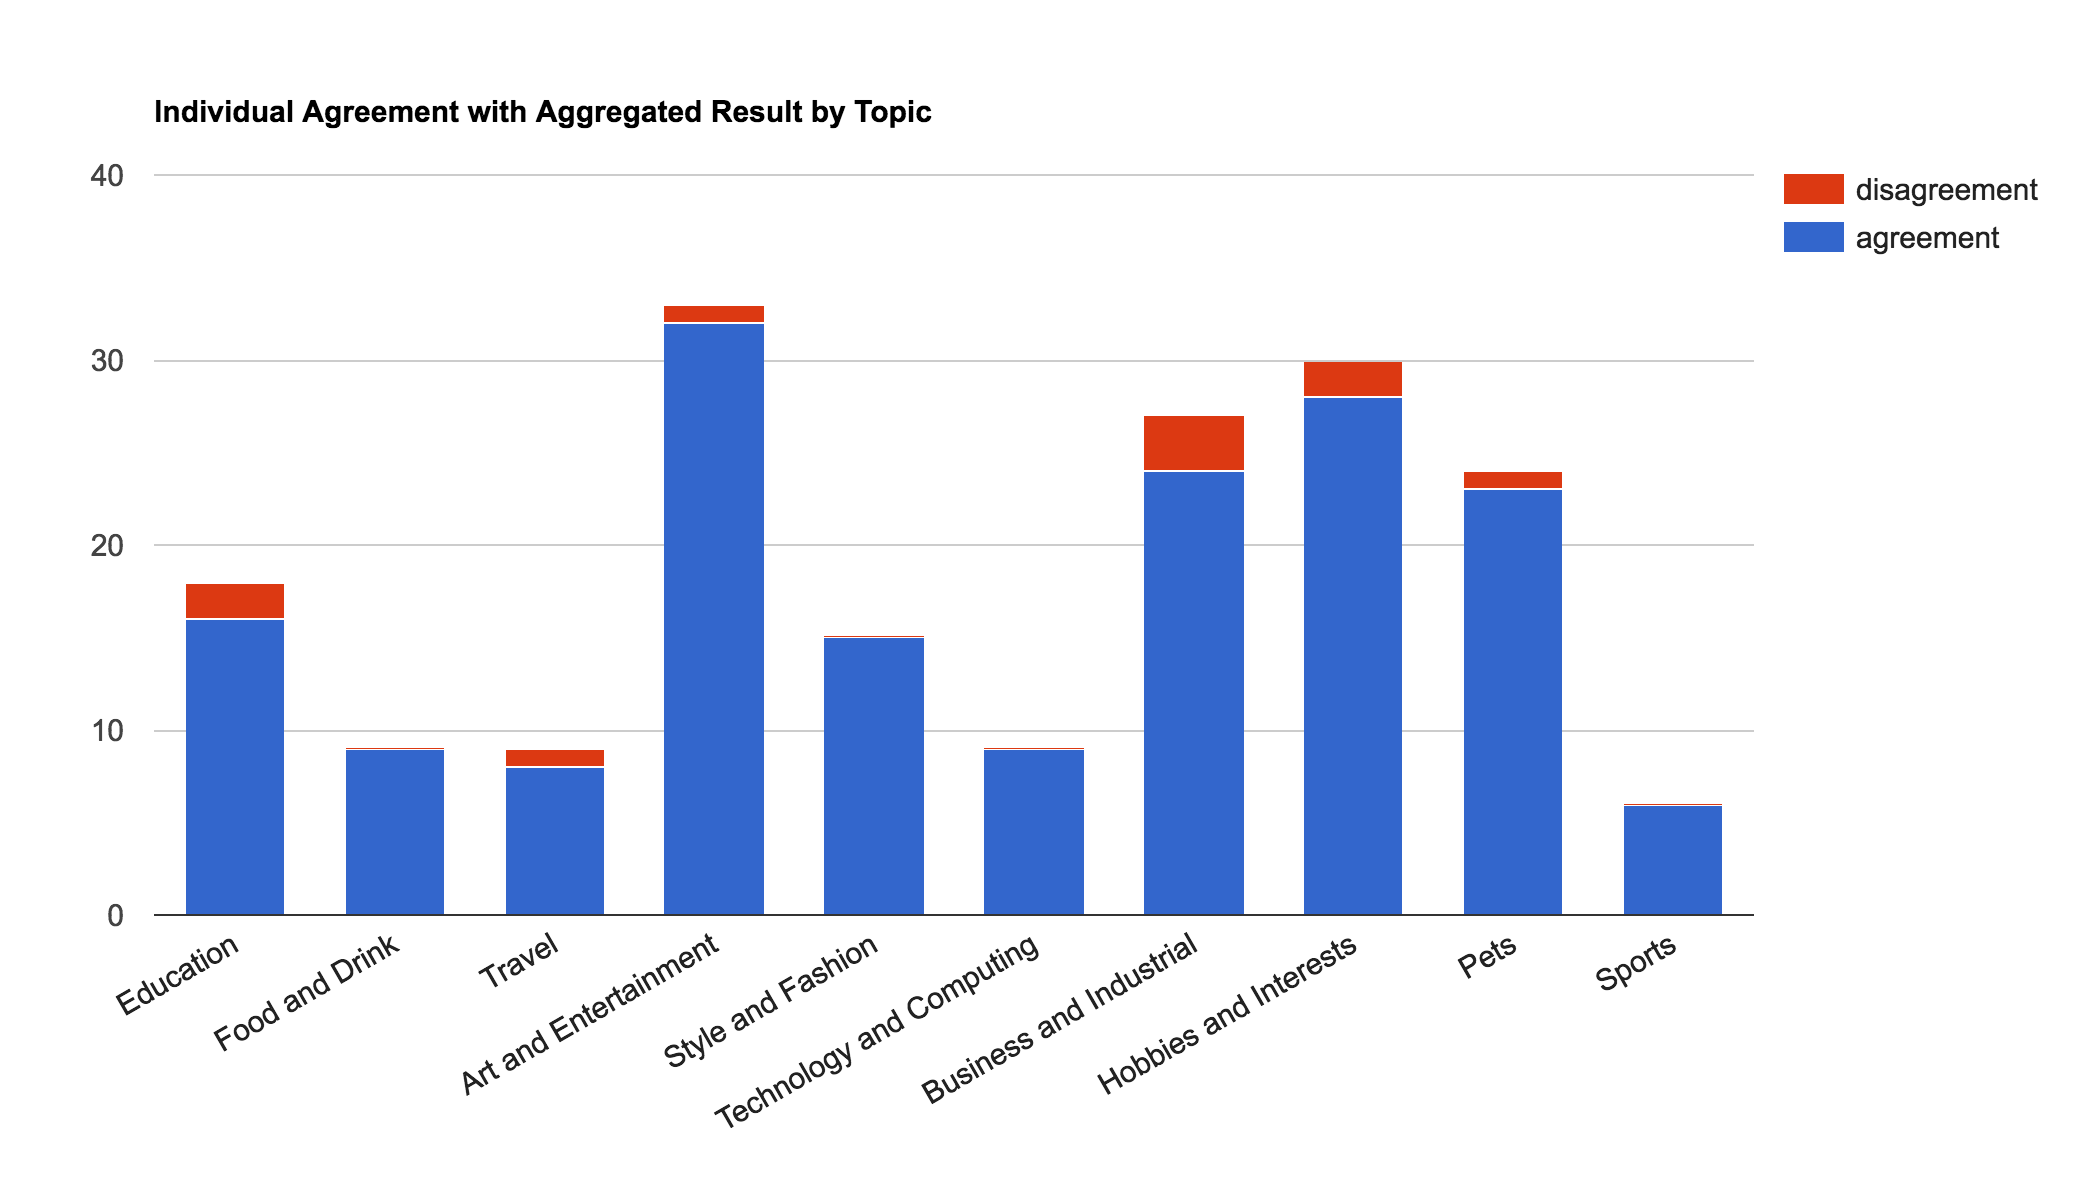 Individual Agreement with Aggregated Result by Topic
40
30
20
10
0
disagreement
agreement
Education
Food and Drink
Travel
Art and Entertainment
Style and Fashion
Technology and Computing
Business and Industrial
Hobbies and Interests
Pets
Sports